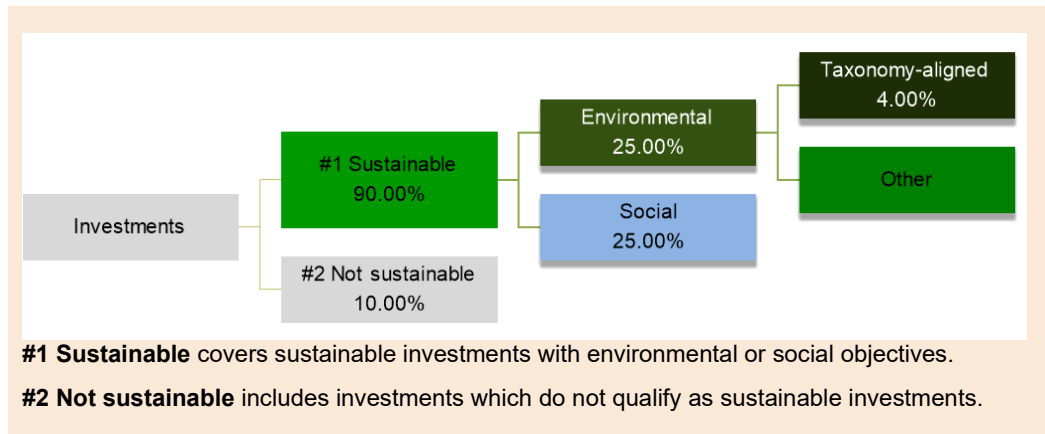 Investments
#1 Sustainable
90.00%
#2 Not sustainable
10.00%
Environmental
25.00%
Social
25.00%
Taxonomy-aligned
4.00%
Other
#1 Sustainable covers sustainable investments with environmental or social objectives.
#2 Not sustainable includes investments which do not qualify as sustainable investments.